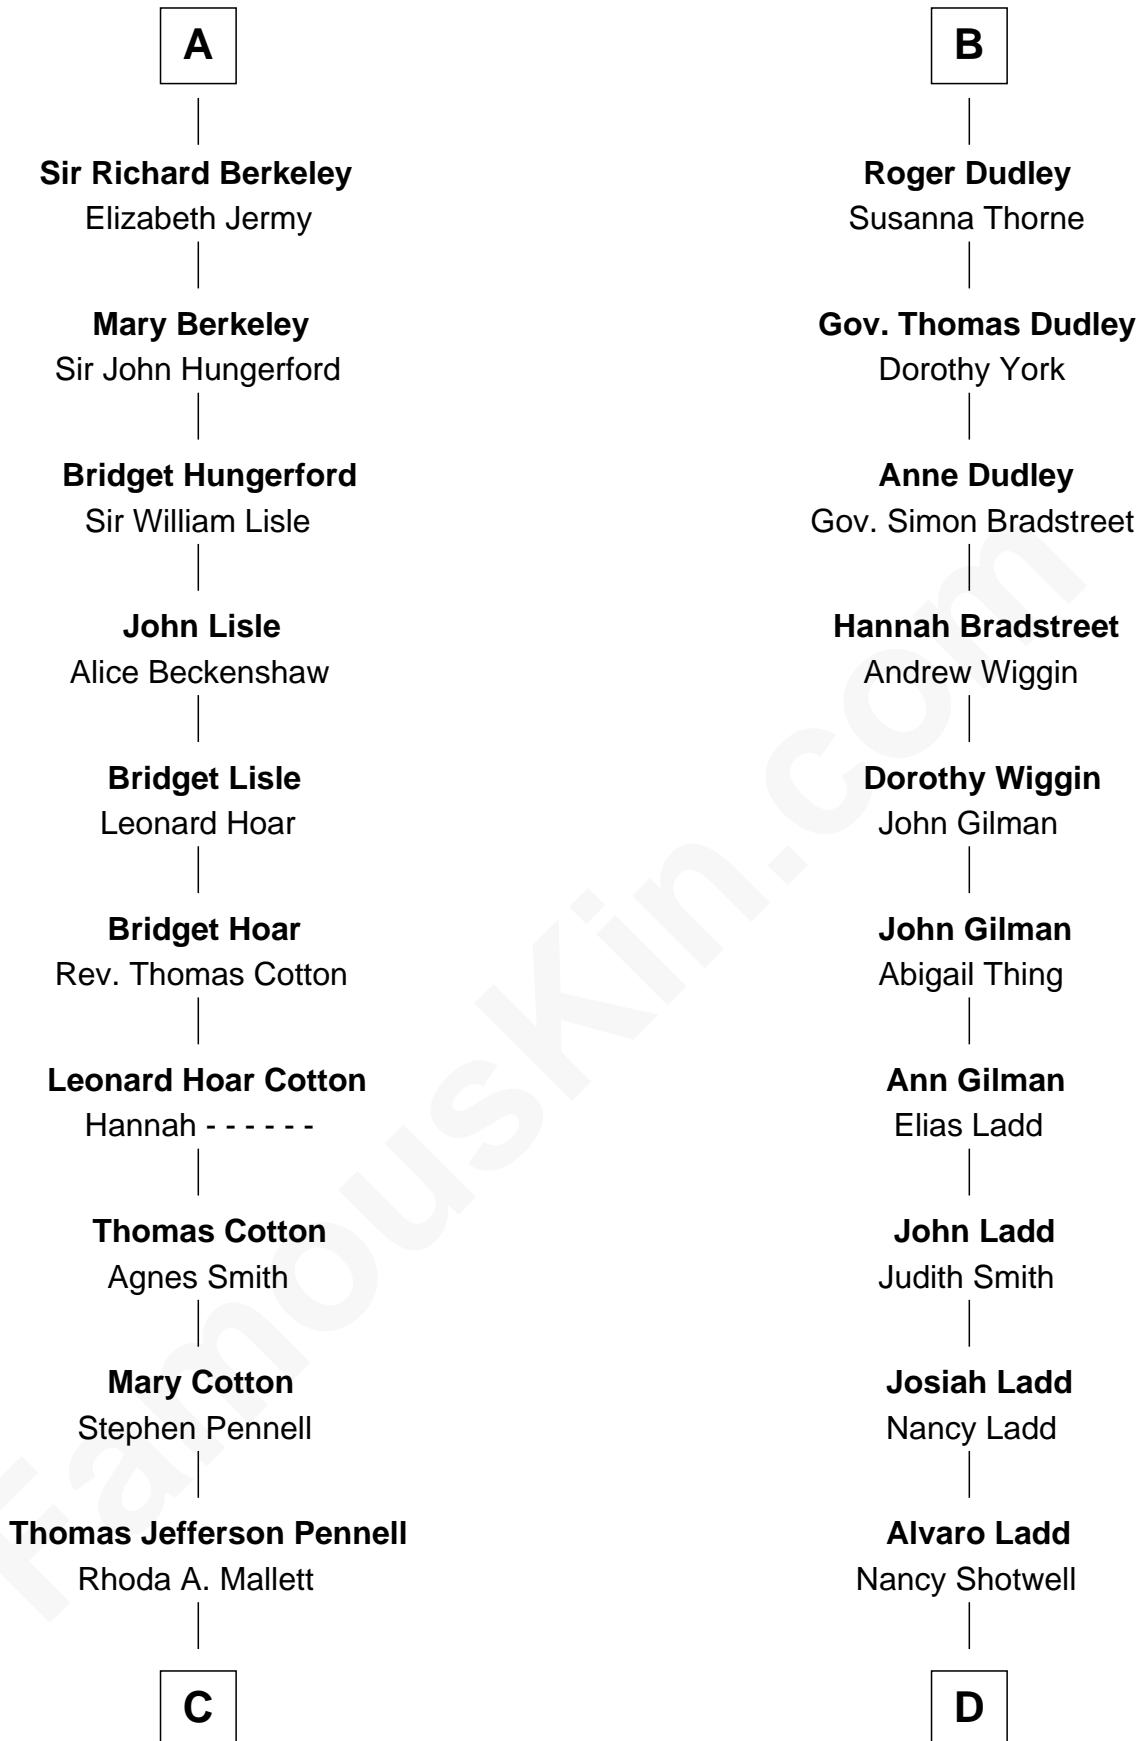 A
Sir Richard Berkeley
Elizabeth Jermy
Mary Berkeley
Sir John Hungerford
Bridget Hungerford
Sir William Lisle
John Lisle
Alice Beckenshaw
Bridget Lisle
Leonard Hoar
Bridget Hoar
Rev. Thomas Cotton
Leonard Hoar Cotton
Hannah - - - - - -
Thomas Cotton
Agnes Smith
Mary Cotton
Stephen Pennell
Thomas Jefferson Pennell
Rhoda A. Mallett
C
B
Roger Dudley
Susanna Thorne
Gov. Thomas Dudley
Dorothy York
Anne Dudley
Gov. Simon Bradstreet
Hannah Bradstreet
Andrew Wiggin
Dorothy Wiggin
John Gilman
John Gilman
Abigail Thing
Ann Gilman
Elias Ladd
John Ladd
Judith Smith
Josiah Ladd
Nancy Ladd
Alvaro Ladd
Nancy Shotwell
D
FamousKin.com